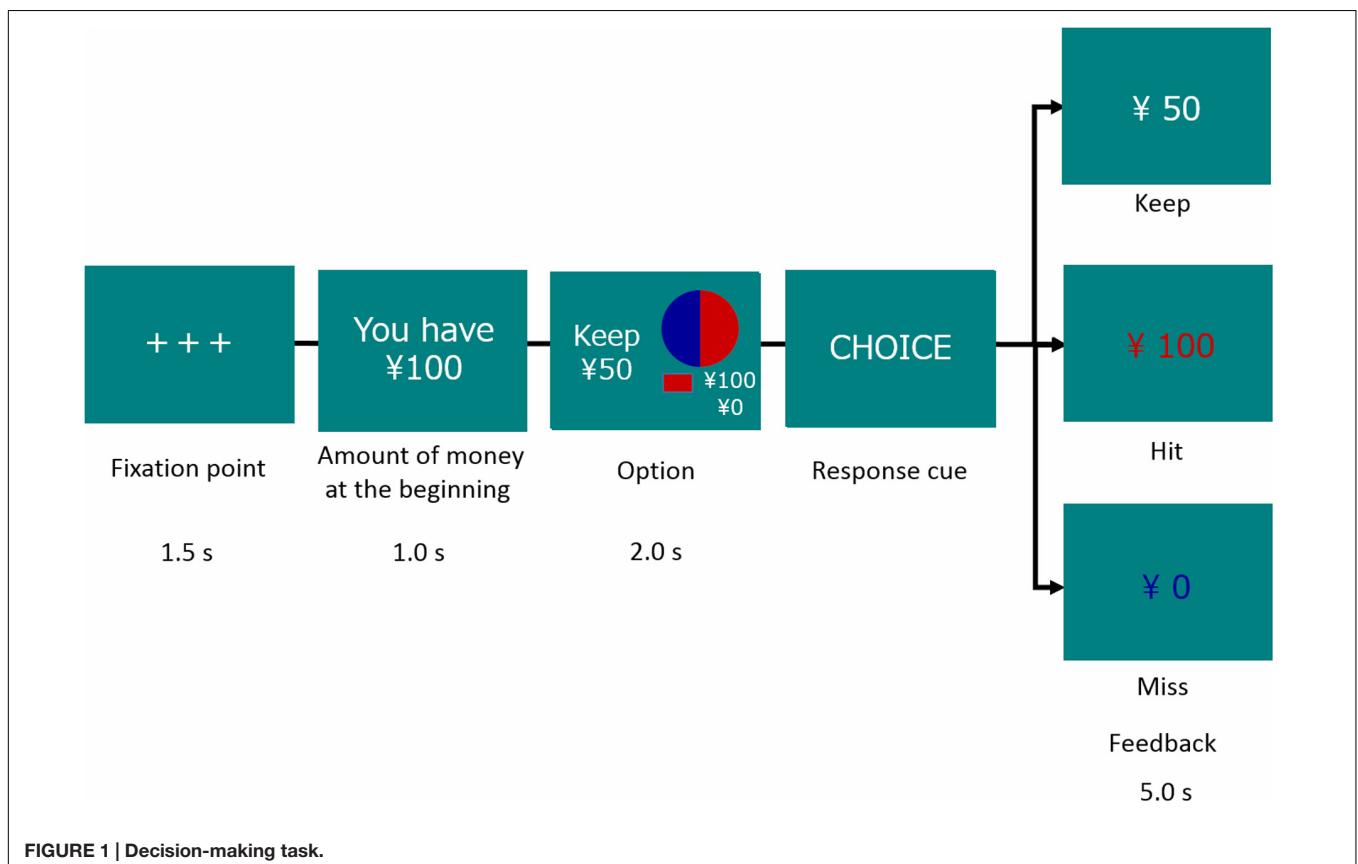 + + +
Fixation point
1.5 s
You have
¥100
Amount of money
at the beginning
1.0 s
Keep
¥50
¥100
¥0
Option
2.0 s
CHOICE
Response cue
¥ 50
Keep
¥ 100
Hit
¥ 0
Miss
Feedback
5.0 s
FIGURE 1 | Decision-making task.